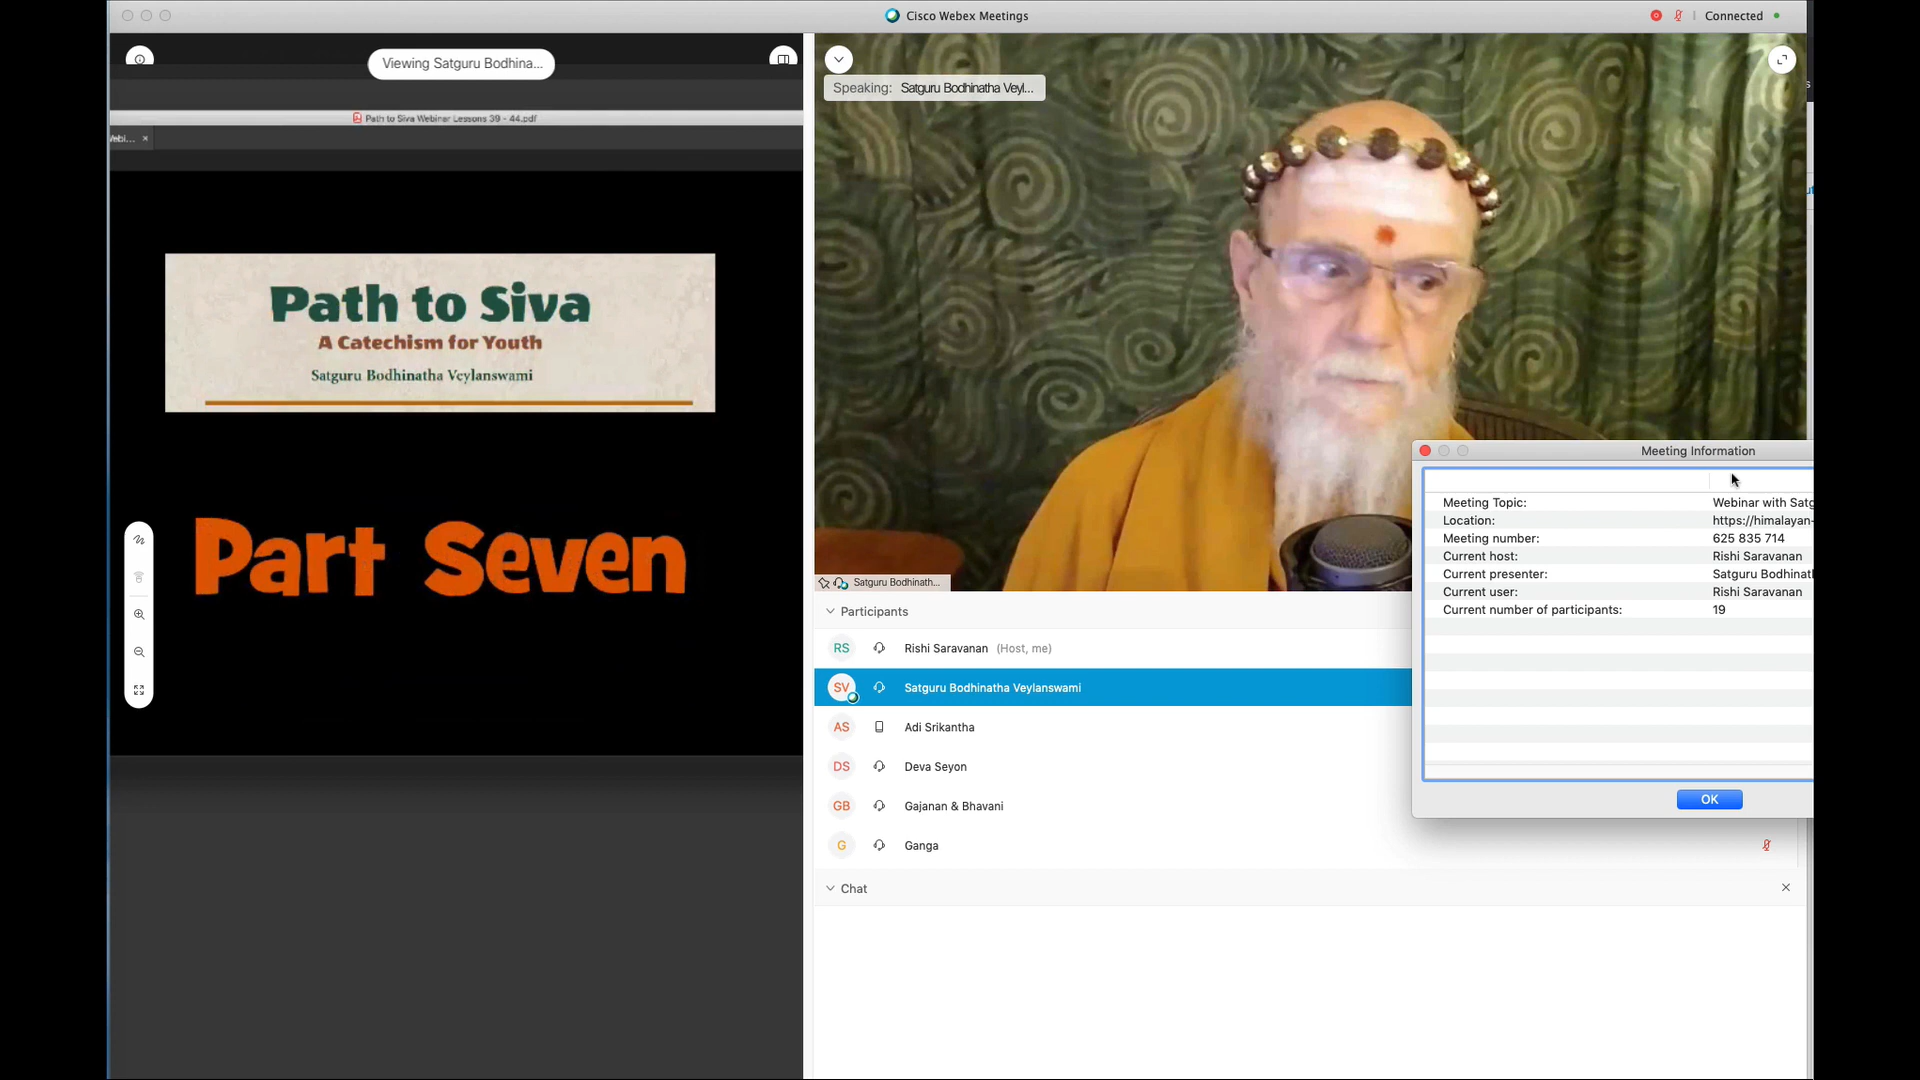 Cisco Webex Meetings
Connected
Viewing Satguru Bodhina...
Path to Siva Webinar Lessons 39 - 44.pdf
Path to Siva
A Catechism for Youth
Satguru Bodhinatha Veylanswami
Part Seven
Speaking: Satguru Bodhinatha Veyl...
Satguru Bodhinath...
Participants
RS Rishi Saravanan (Host, me)
SV Satguru Bodhinatha Veylanswami
AS Adi Srikantha
DS Deva Seyon
GB Gajanan & Bhavani
G Ganga
Chat
Meeting Information
Meeting Topic: Webinar with Satg
Location: https://himalayan-
Meeting number: 625 835 714
Current host: Rishi Saravanan
Current presenter: Satguru Bodhinath
Current user: Rishi Saravanan
Current number of participants: 19
OK